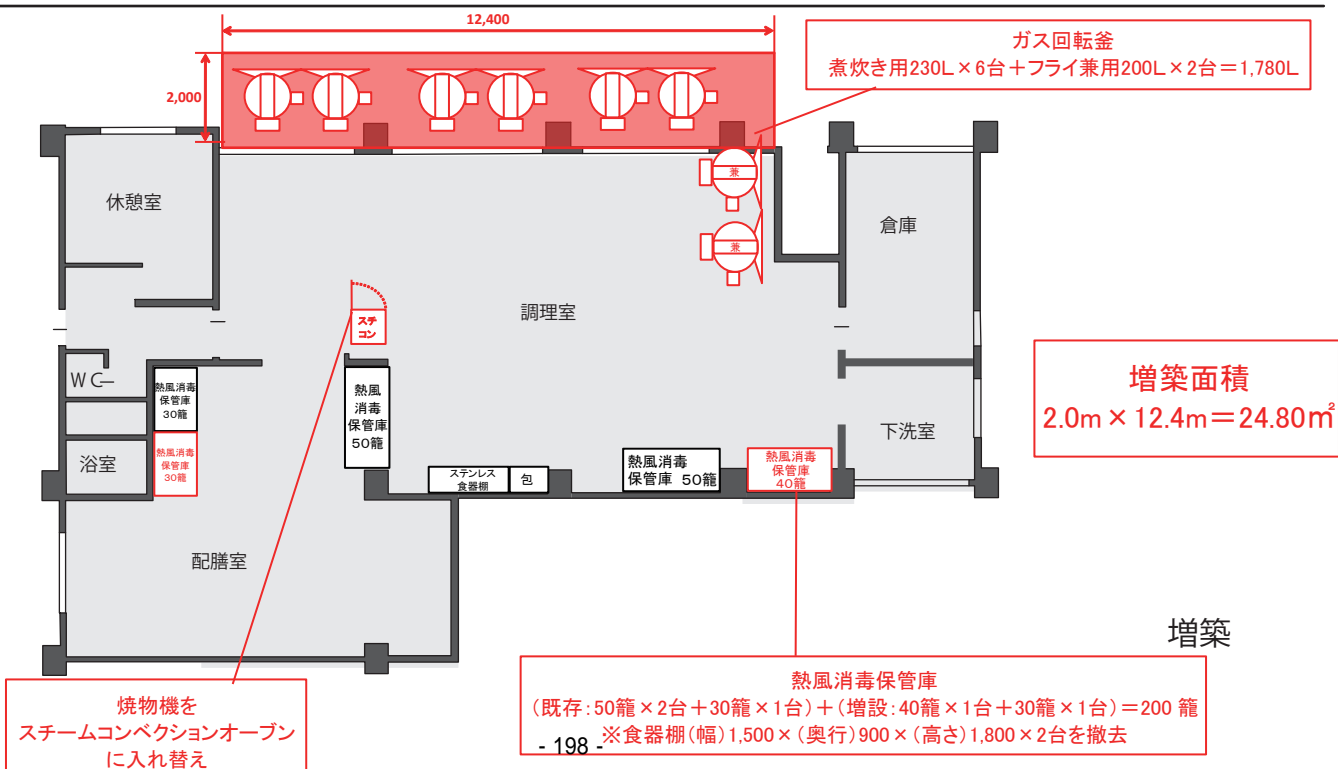 12,400
2,000
ガス回転釜
煮炊き用230L×6台+フライ兼用200L×2台=1,780L
兼
兼
休憩室
倉庫
調理室
スチ
コン
WC
熱風消毒
保管庫
30籠
熱風
消毒
保管庫
50籠
増築面積
2.0m×12.4m=24.80㎡
浴室
熱風消毒
保管庫
30籠
下洗室
ステンレス
食器棚
包
熱風消毒
保管庫 50籠
熱風消毒
保管庫
40籠
配膳室
増築
焼物機を
スチームコンベクションオーブン
に入れ替え
熱風消毒保管庫
(既存:50籠×2台+30籠×1台)+(増設:40籠×1台+30籠×1台)=200 籠
※食器棚(幅)1,500×(奥行)900×(高さ)1,800×2台を撤去
- 198 -